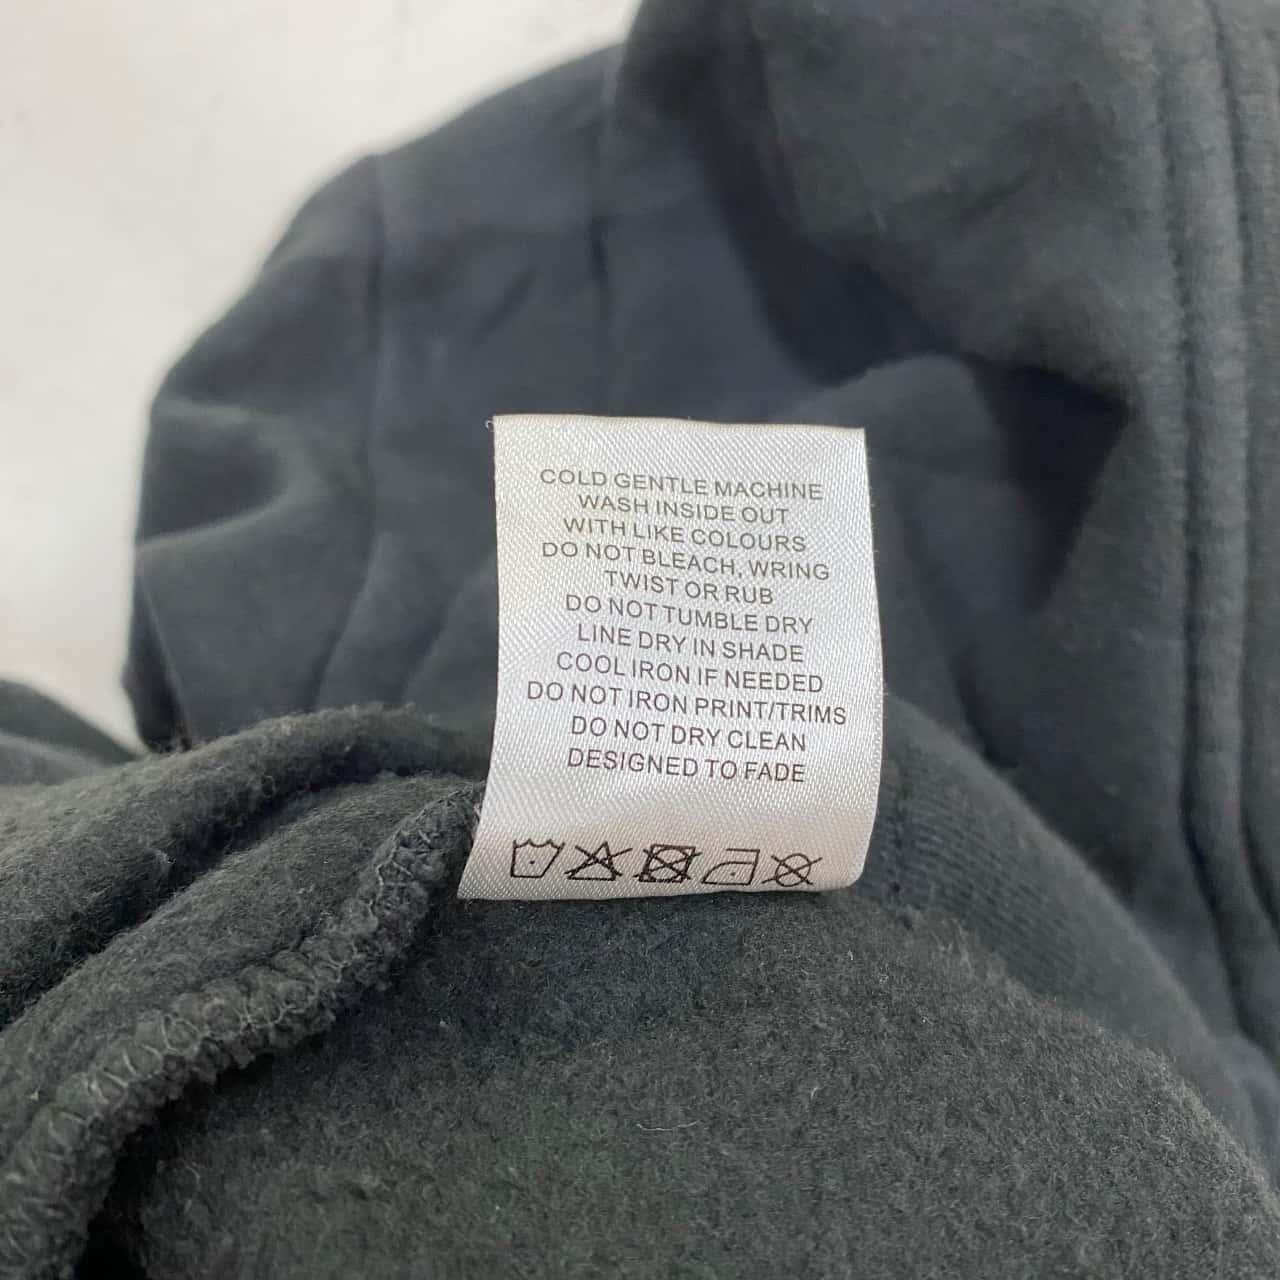 COLD GENTLE MACHINE
WASH INSIDE OUT
WITH LIKE COLOURS
DO NOT BLEACH, WRING
TWIST OR RUB
DO NOT TUMBLE DRY
LINE DRY IN SHADE
COOL IRON IF NEEDED
DO NOT IRON PRINT/TRIMS
DO NOT DRY CLEAN
DESIGNED TO FADE